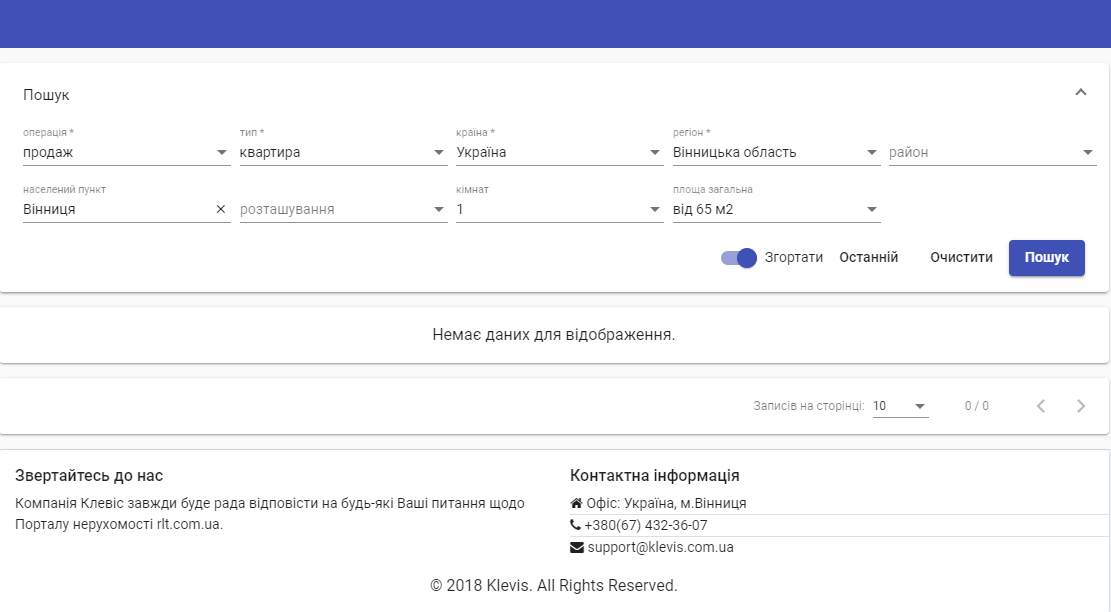 Пошук
операція * тип * країна * регіон *
продаж квартира Україна Вінницька область район
населений пункт кімнат площа загальна
Вінниця розташування 1 від 65 м2
Згортати Останній Очистити Пошук
Немає даних для відображення.
Записів на сторінці: 10 0 / 0
Звертайтесь до нас
Компанія Клевіс завжди буде рада відповісти на будь-які Ваші питання щодо
Порталу нерухомості rlt.com.ua.
Контактна інформація
Офіс: Україна, м.Вінниця
+380(67) 432-36-07
support@klevis.com.ua
© 2018 Klevis. All Rights Reserved.